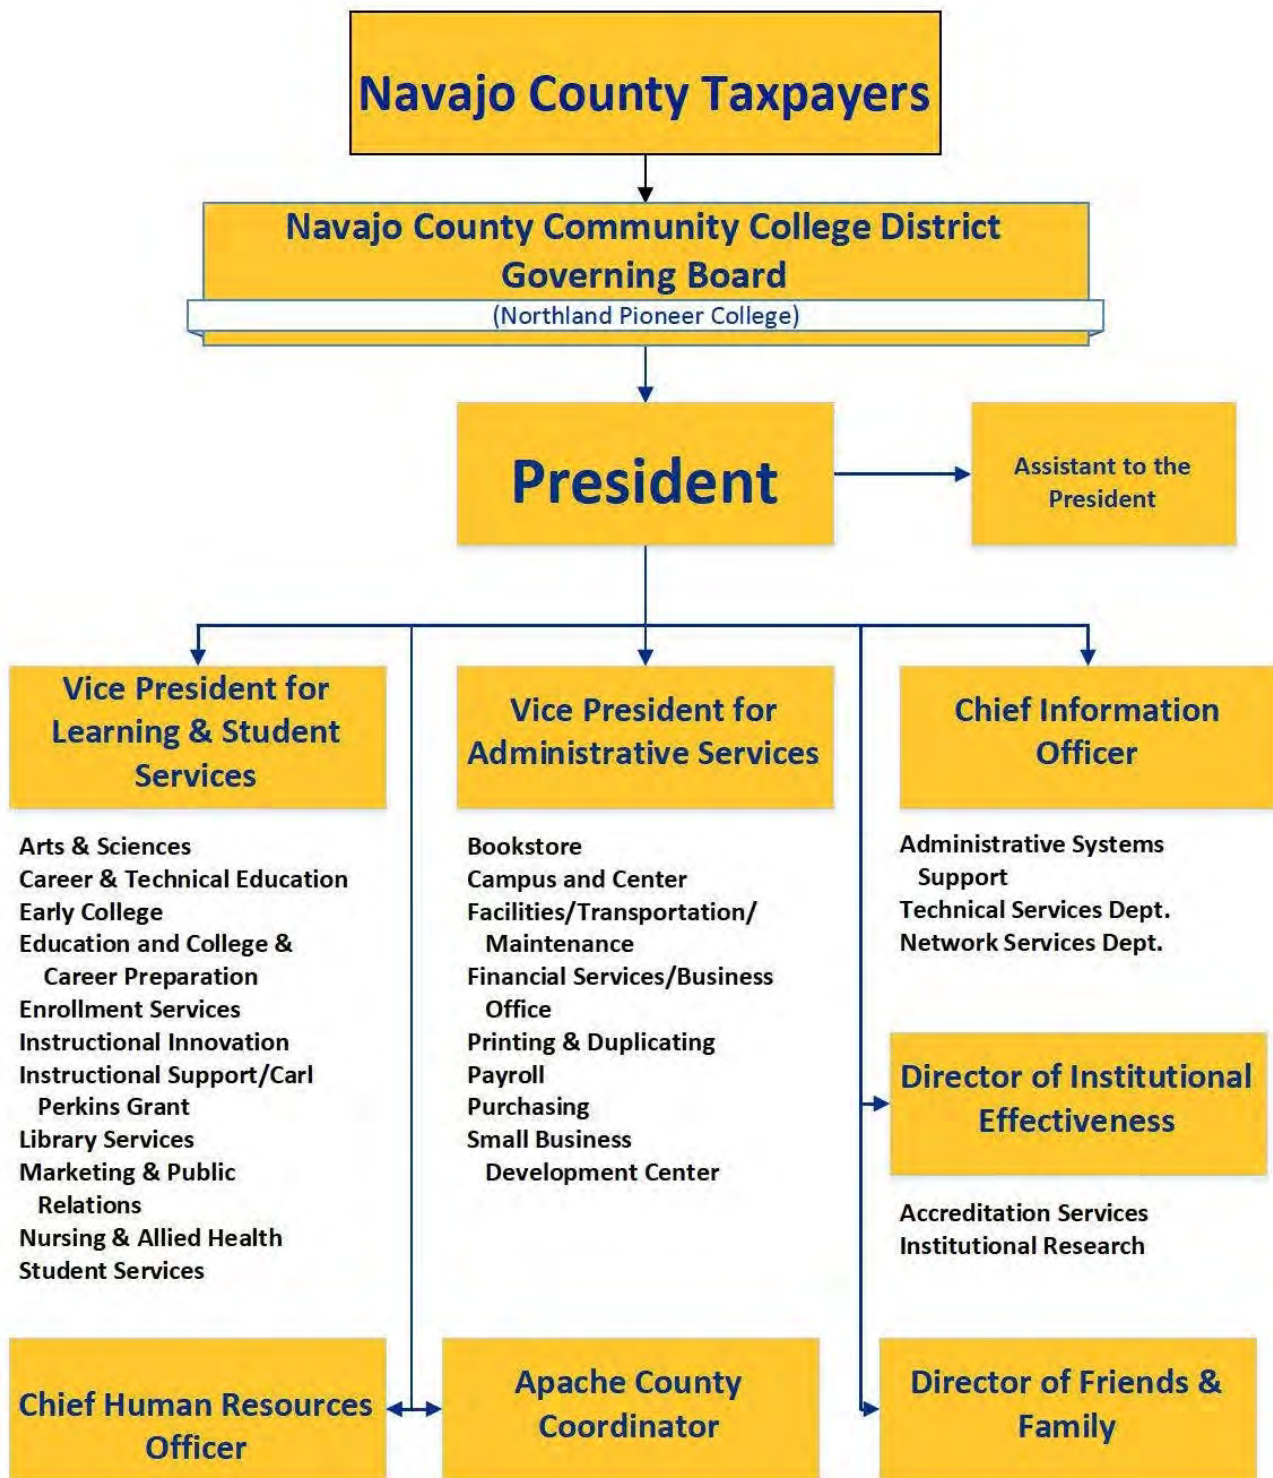 Navajo County Taxpayers
Navajo County Community College District
Governing Board
(Northland Pioneer College)
President
Assistant to the
President
Vice President for
Learning & Student
Services
Arts & Sciences
Career & Technical Education
Early College
Education and College &
Career Preparation
Enrollment Services
Instructional Innovation
Instructional Support/Carl
Perkins Grant
Library Services
Marketing & Public
Relations
Nursing & Allied Health
Student Services
Vice President for
Administrative Services
Bookstore
Campus and Center
Facilities/Transportation/
Maintenance
Financial Services/Business
Office
Printing & Duplicating
Payroll
Purchasing
Small Business
Development Center
Chief Information
Officer
Administrative Systems
Support
Technical Services Dept.
Network Services Dept.
Director of Institutional
Effectiveness
Accreditation Services
Institutional Research
Chief Human Resources
Officer
Apache County
Coordinator
Director of Friends &
Family